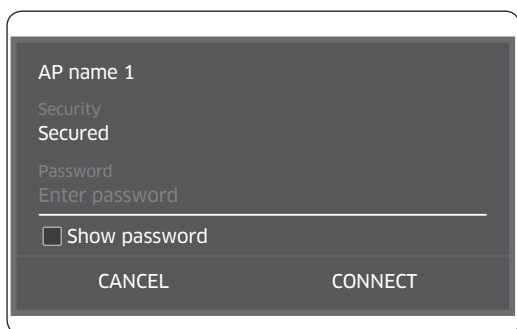 AP name 1
Security
Secured
Password
Enter password
Show password
CANCEL CONNECT